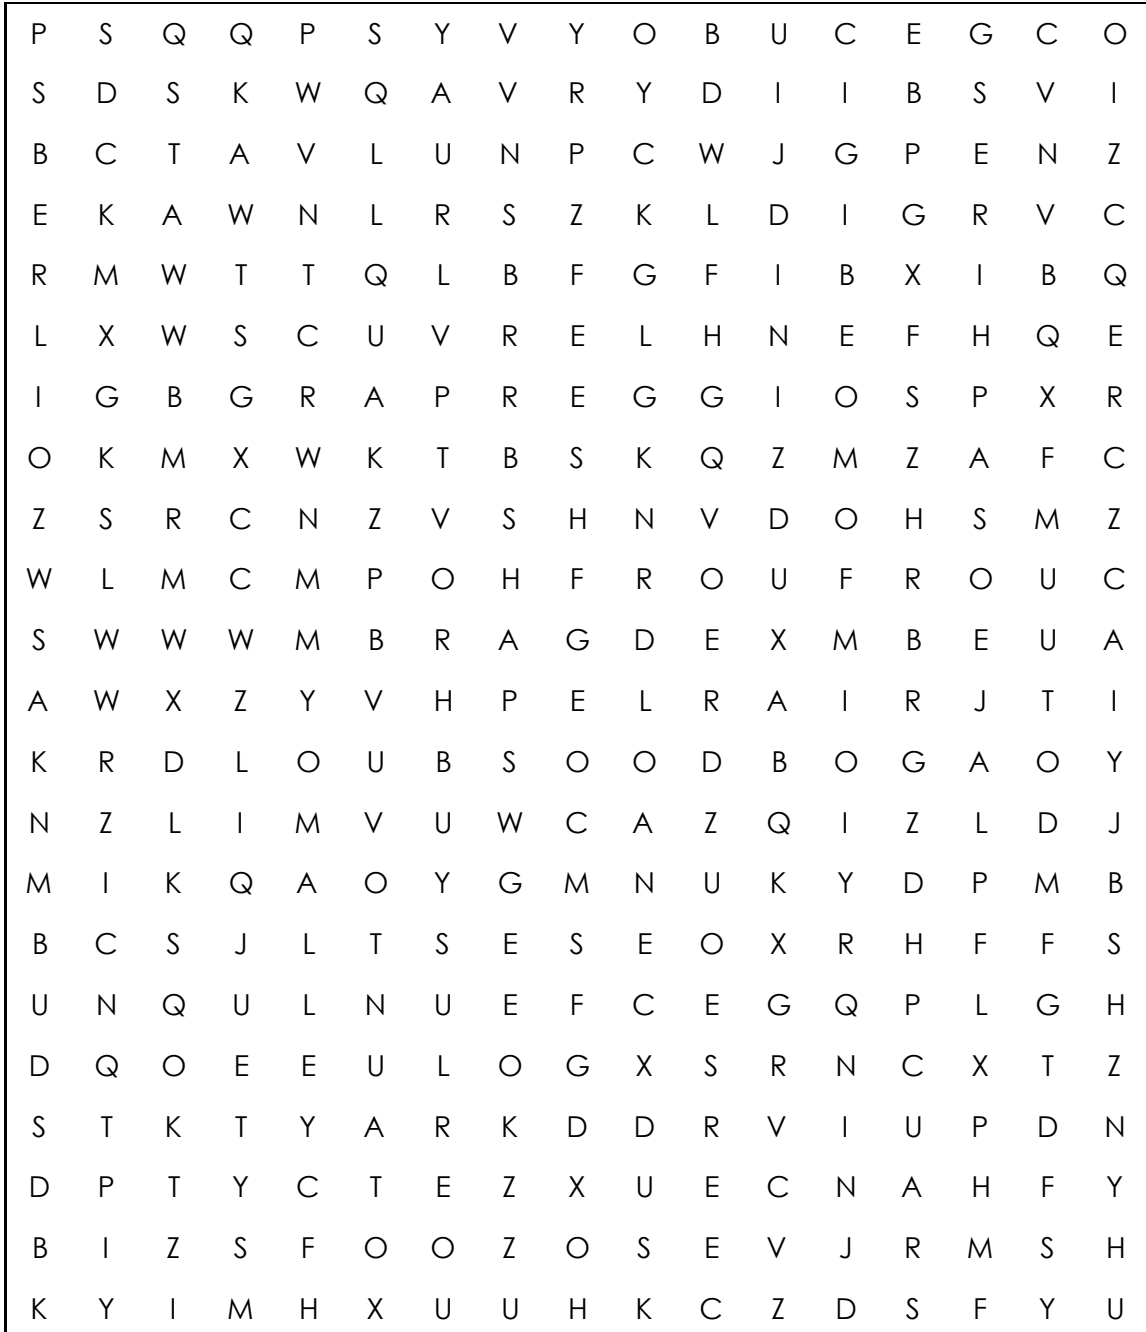 P S Q Q P S Y V Y O B U C E G C O
S D S K W Q A V R Y D I I B S V I
B C T A V L U N P C W J G P E N Z
E K A W N L R S Z K L D I G R V C
R M W T T Q L B F G F I B X I B Q
L X W S C U V R E L H N E F H Q E
I G B G R A P R E G G I O S P X R
O K M X W K T B S K Q Z M Z A F C
Z S R C N Z V S H N V D O H S M Z
W L M C M P O H F R O U F R O U C
S W W W M B R A G D E X M B E U A
A W X Z Y V H P E L R A I R J T I
K R D L O U B S O O D B O G A O Y
N Z L I M V U W C A Z Q I Z L D J
M I K Q A O Y G M N U K Y D P M B
B C S J L T S E S E O X R H F F S
U N Q U L N U E F C E G Q P L G H
D Q O E E U L O G X S R N C X T Z
S T K T Y A R K D D R V I U P D N
D P T Y C T E Z X U E C N A H F Y
B I Z S F O O Z O S E V J R M S H
K Y I M H X U U H K C Z D S F Y U